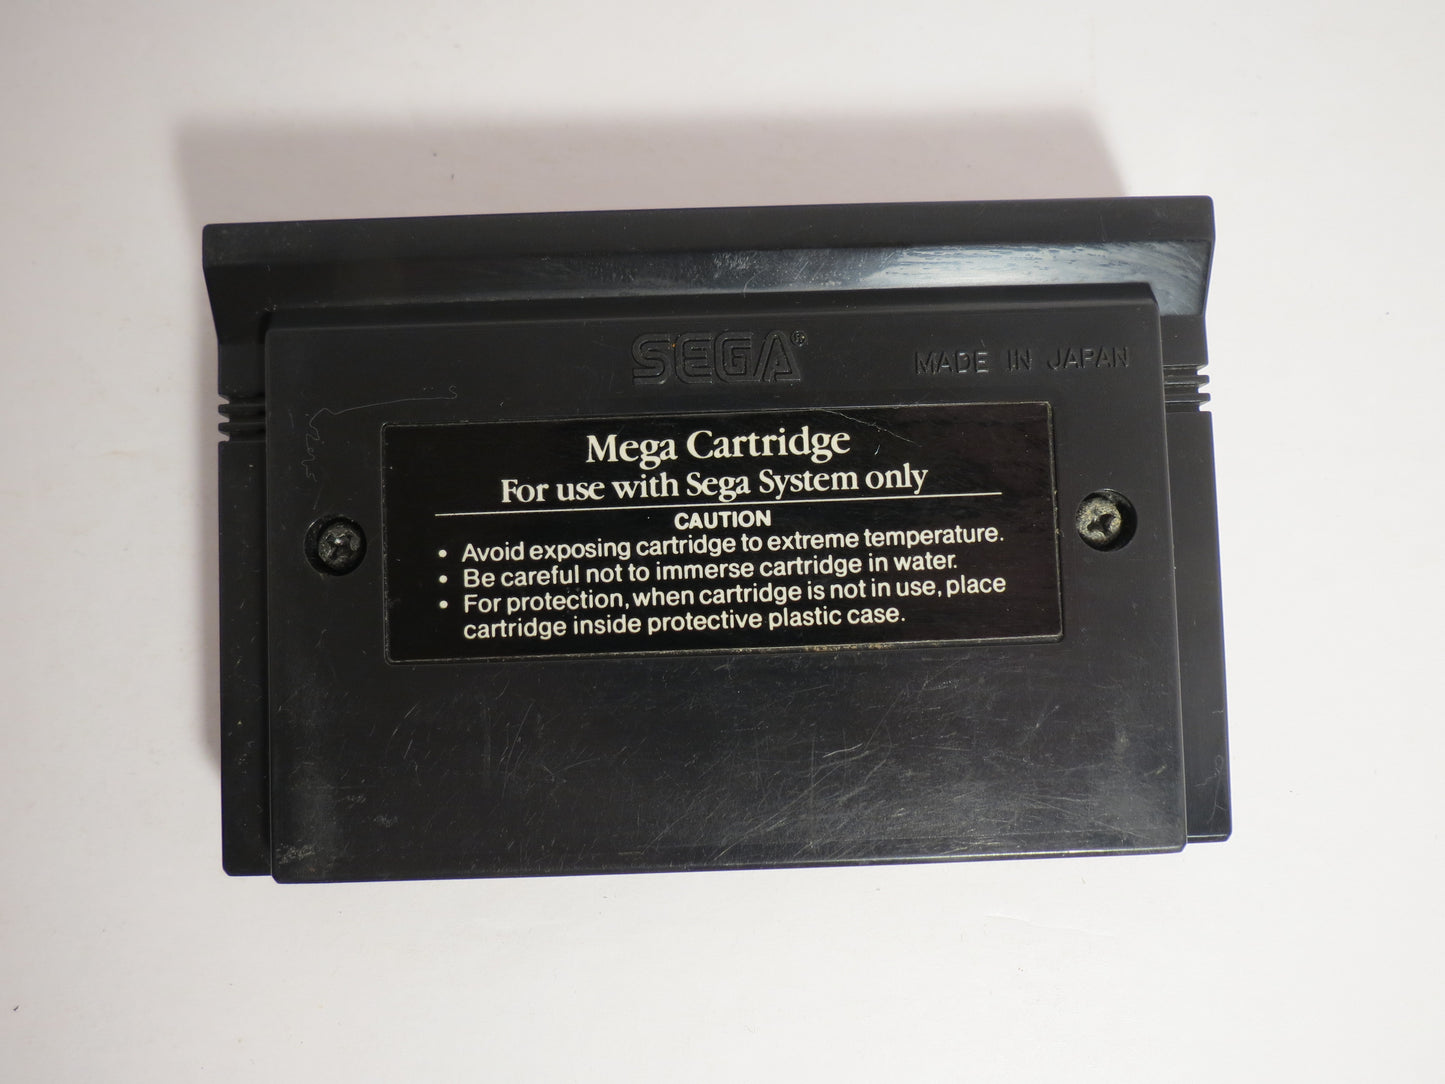 SEGA®
MADE IN JAPAN
Mega Cartridge
For use with Sega System only
CAUTION
• Avoid exposing cartridge to extreme temperature.
• Be careful not to immerse cartridge in water.
• For protection, when cartridge is not in use, place
cartridge inside protective plastic case.